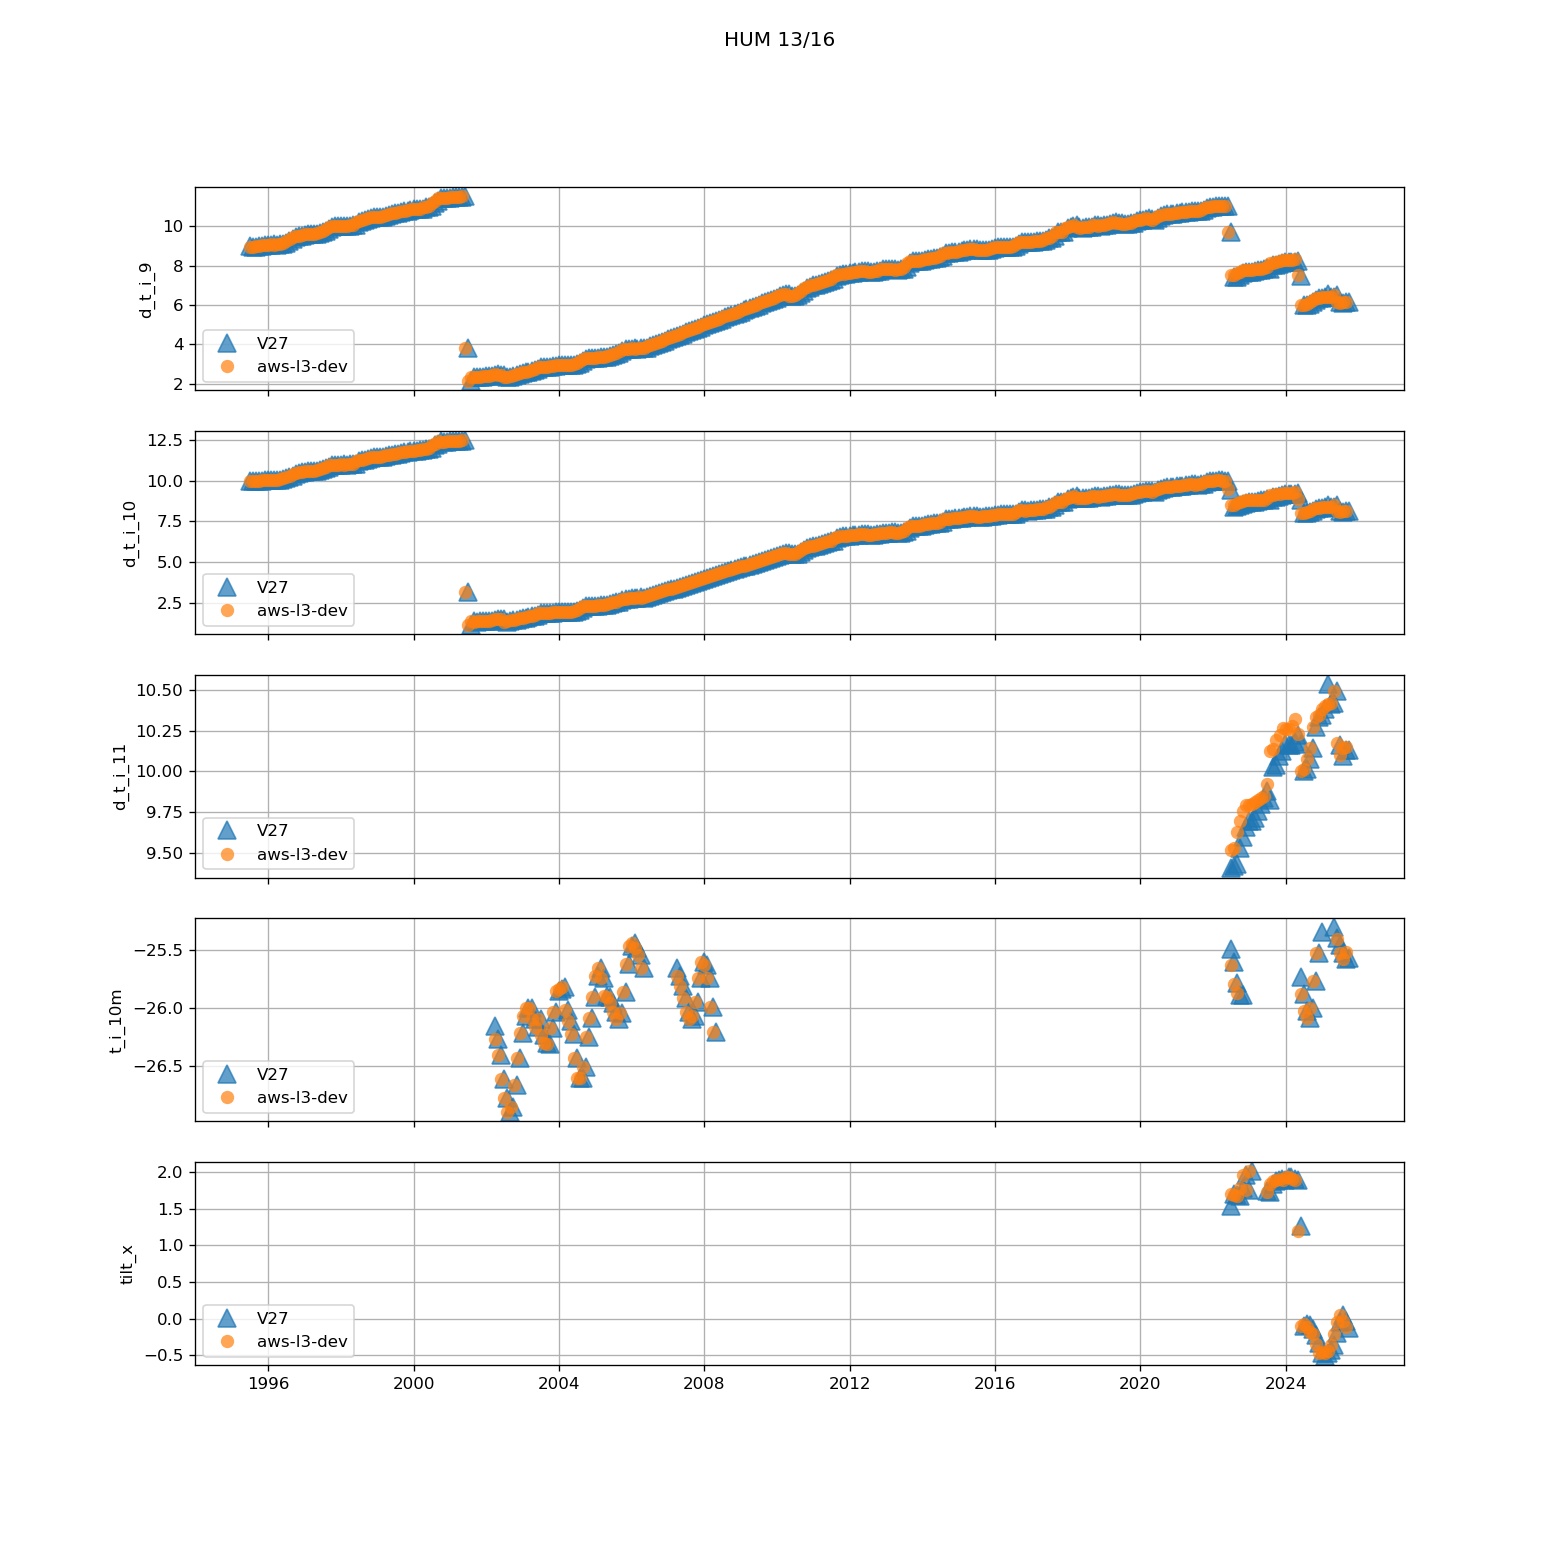 HUM 13/16
d_t_i_9
10
8
6
4
2
V27
aws-l3-dev
d_t_i_10
12.5
10.0
7.5
5.0
2.5
V27
aws-l3-dev
d_t_i_11
10.50
10.25
10.00
9.75
9.50
V27
aws-l3-dev
t_i_10m
−25.5
−26.0
−26.5
V27
aws-l3-dev
tilt_x
2.0
1.5
1.0
0.5
0.0
−0.5
V27
aws-l3-dev
1996 2000 2004 2008 2012 2016 2020 2024